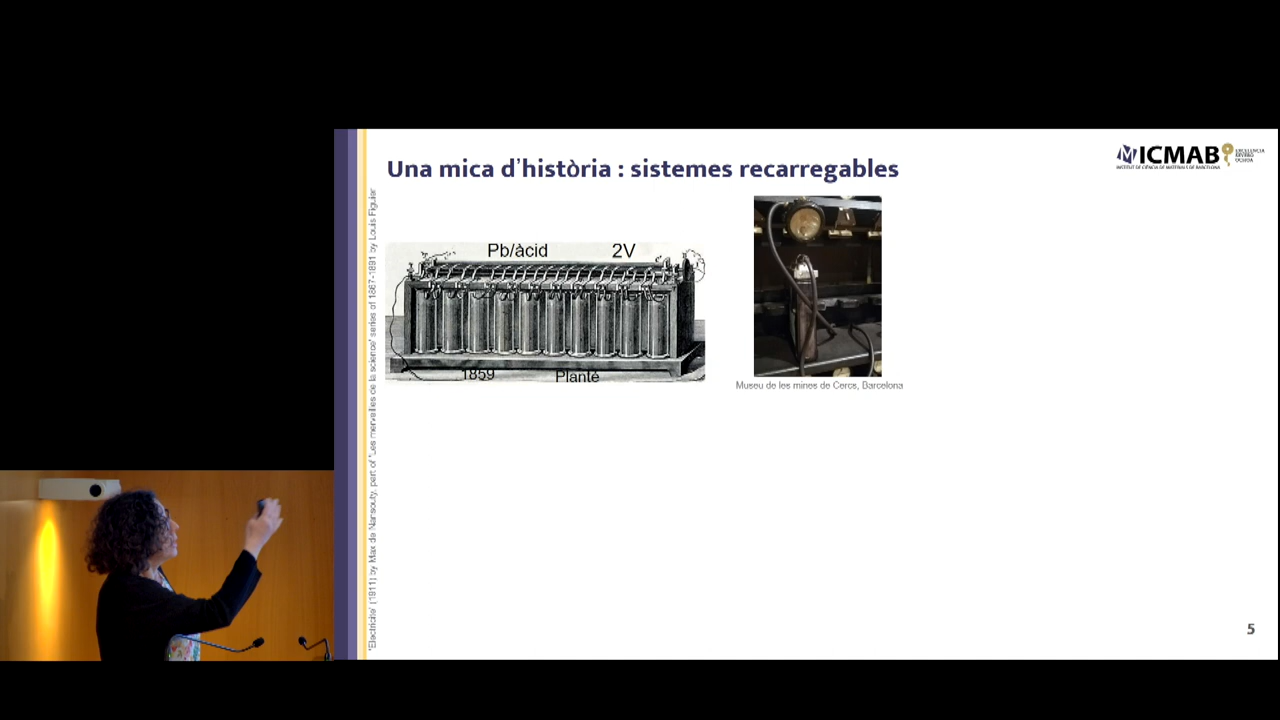 Una mica d'història : sistemes recarregables
ICMAB
INSTITUT DE CIÈNCIA DE MATERIALS DE BARCELONA
EXCELENCIA
SEVERO
OCHOA
"Electricité" (1911) by Max de Nansouty, part of "Les merveilles de la science" series of 1867-1891 by Louis Figuier
Pb/àcid 2V
1859 Planté
Museu de les mines de Cercs, Barcelona
5